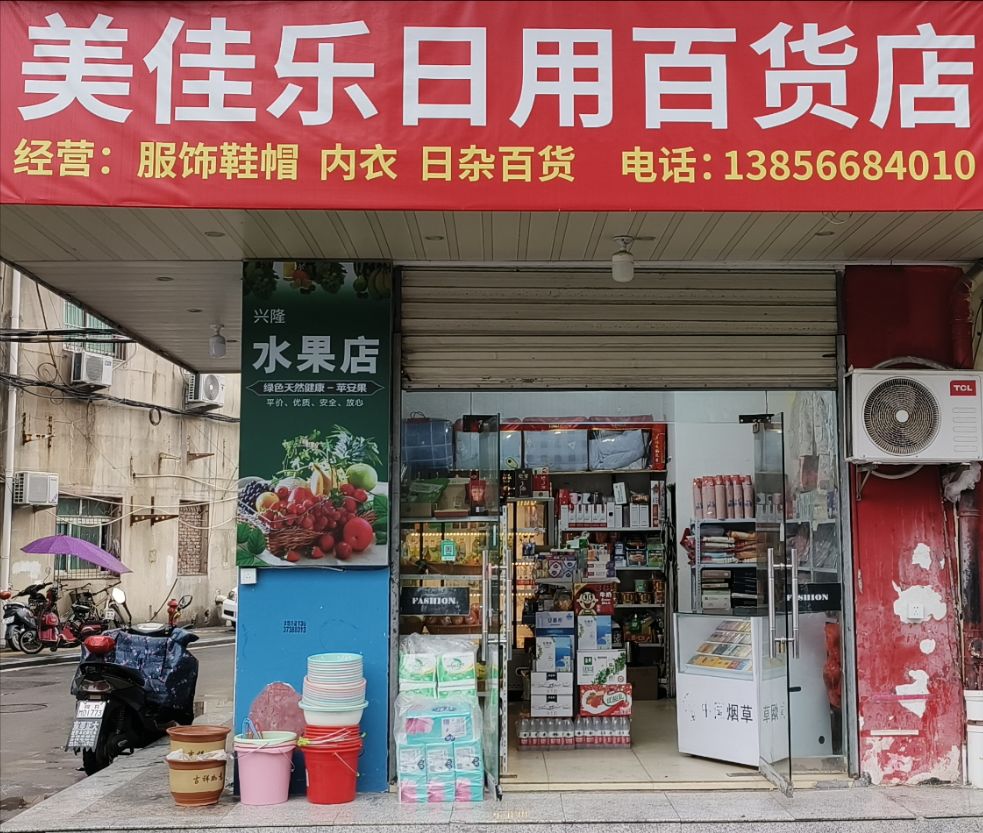 美佳乐日用百货店
经营：服饰鞋帽 内衣 日杂百货 电话：13856684010
兴隆
水果店
绿色天然健康－苹安果
平价、优质、安全、放心
TCL
FASHION
FASHION
中国烟草